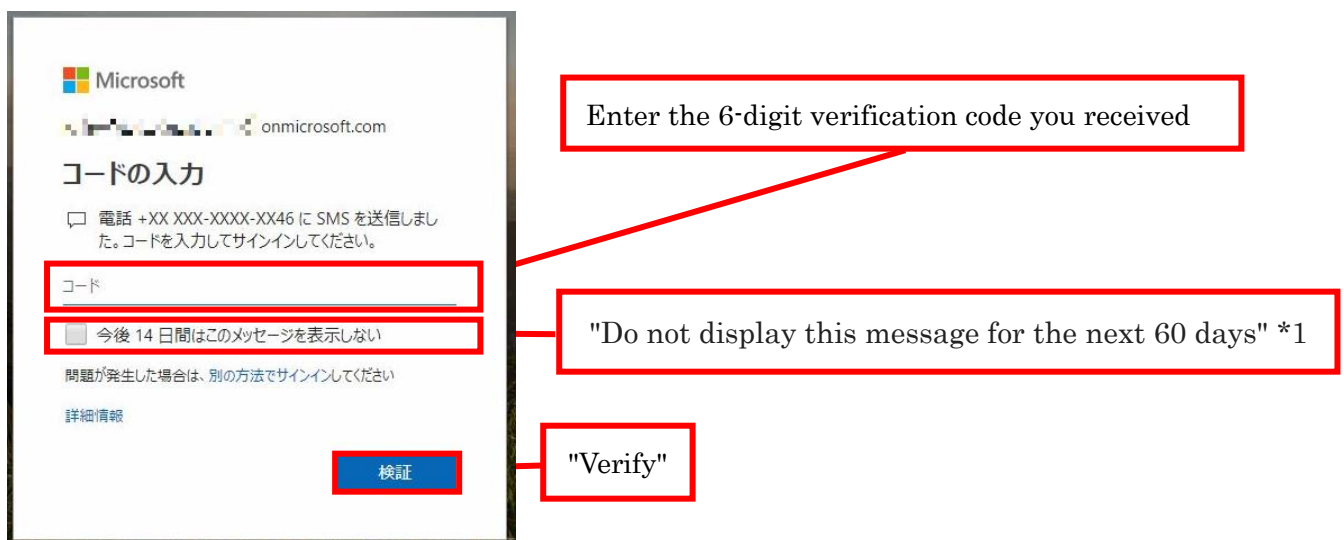 Microsoft
onmicrosoft.com
コードの入力
電話 +XX XXX-XXXX-XX46 に SMS を送信しまし
た。コードを入力してサインインしてください。
コード
今後 14 日間はこのメッセージを表示しない
問題が発生した場合は、別の方法でサインインしてください
詳細情報
検証
Enter the 6-digit verification code you received
"Do not display this message for the next 60 days" *1
"Verify"